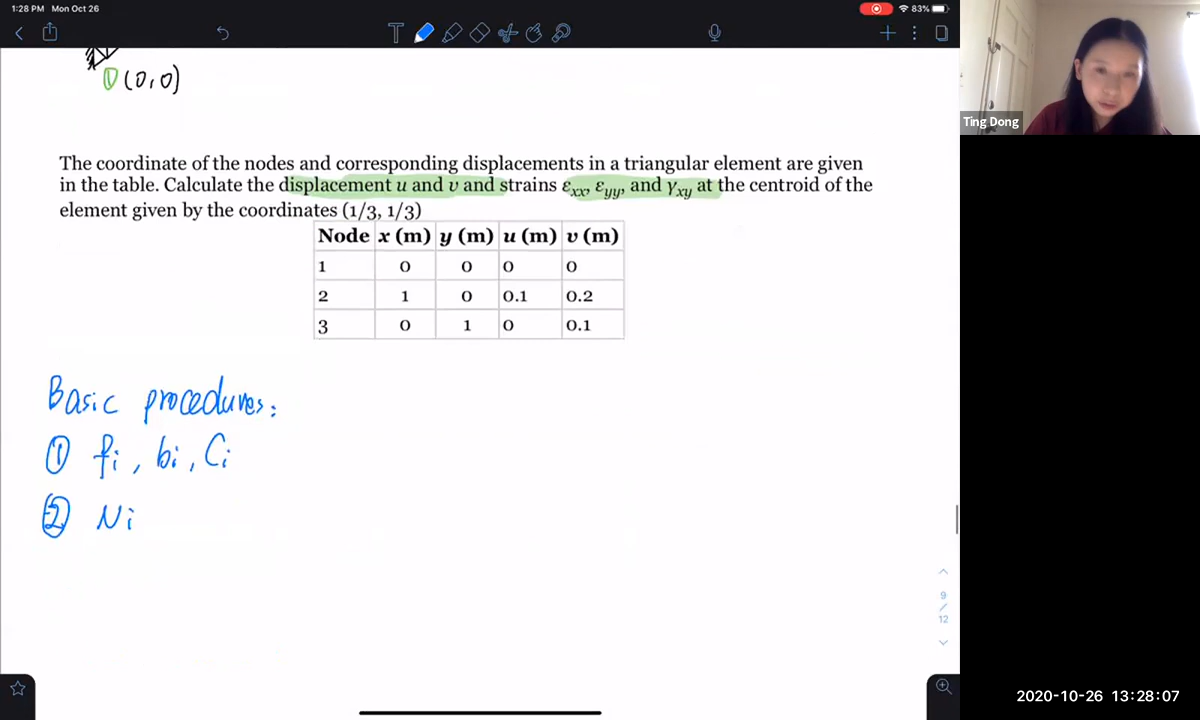 1:28 PM Mon Oct 26
83%
① (0,0)
Ting Dong
The coordinate of the nodes and corresponding displacements in a triangular element are given
in the table. Calculate the displacement u and v and strains εxx, εyy, and γxy at the centroid of the
element given by the coordinates (1/3, 1/3)
Node x (m) y (m) u (m) v (m)
1 0 0 0 0
2 1 0 0.1 0.2
3 0 1 0 0.1
Basic procedures:
① fi, bi, Ci
② Ni
9
/
12
2020-10-26 13:28:07